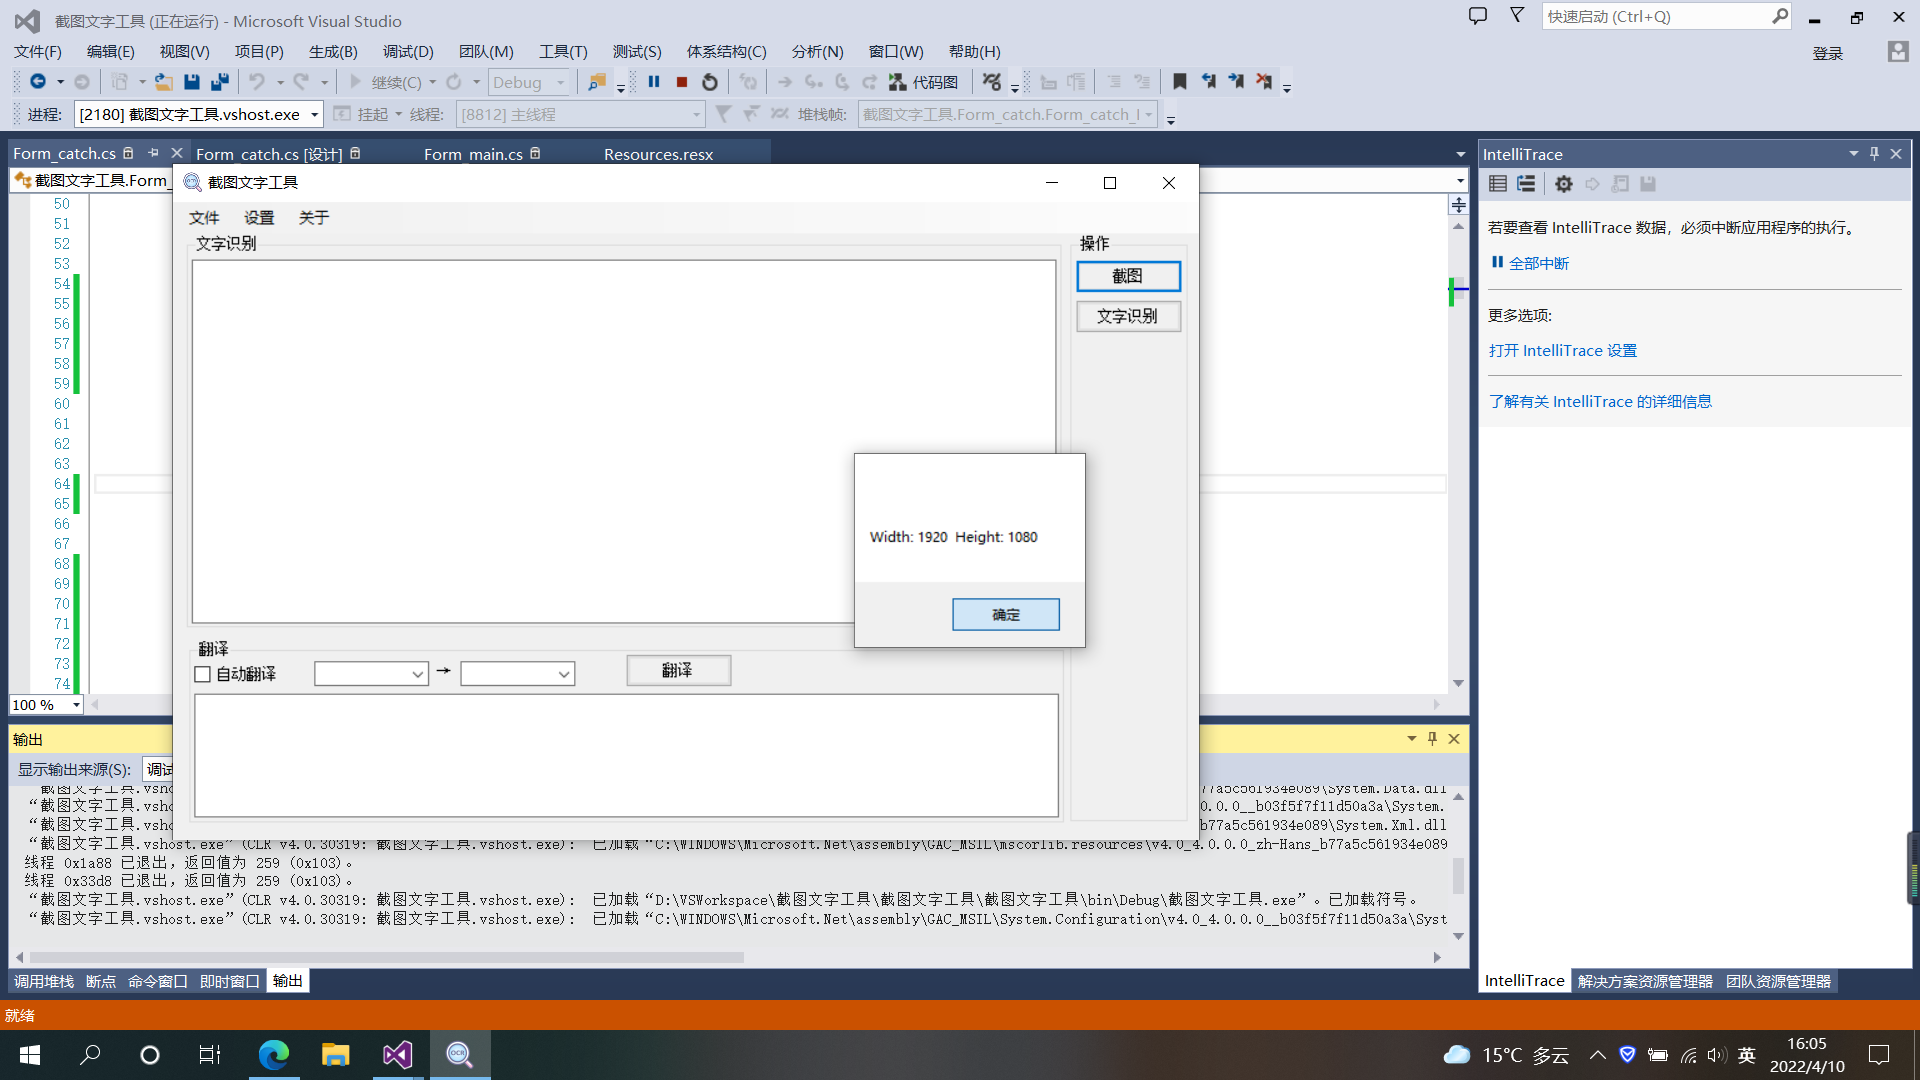 截图文字工具 (正在运行) - Microsoft Visual Studio
快速启动 (Ctrl+Q)
文件(F) 编辑(E) 视图(V) 项目(P) 生成(B) 调试(D) 团队(M) 工具(T) 测试(S) 体系结构(C) 分析(N) 窗口(W) 帮助(H)
登录
继续(C) Debug 代码图
进程: [2180] 截图文字工具.vshost.exe 挂起 线程: [8812] 主线程 堆栈帧: 截图文字工具.Form_catch.Form_catch_l
Form_catch.cs Form_catch.cs [设计] Form_main.cs Resources.resx
IntelliTrace
截图文字工具.Form_
50
51
52
53
54
55
56
57
58
59
60
61
62
63
64
65
66
67
68
69
70
71
72
73
74
100 %
截图文字工具
文件 设置 关于
文字识别
操作
截图
文字识别
Width: 1920 Height: 1080
确定
翻译
自动翻译 → 翻译
若要查看 IntelliTrace 数据，必须中断应用程序的执行。
全部中断
更多选项:
打开 IntelliTrace 设置
了解有关 IntelliTrace 的详细信息
输出
显示输出来源(S): 调试
“截图文字工具.vshost b77a5c561934e089\System.Data.dll
“截图文字工具.vsho 0.0.0__b03f5f7f11d50a3a\System.
“截图文字工具.vsho b77a5c561934e089\System.Xml.dll
“截图文字工具.vshost.exe”(CLR v4.0.30319: 截图文字工具.vshost.exe): 已加载“C:\WINDOWS\Microsoft.Net\assembly\GAC_MSIL\mscorlib.resources\v4.0_4.0.0.0_zh-Hans_b77a5c561934e089
线程 0x1a88 已退出，返回值为 259 (0x103)。
线程 0x33d8 已退出，返回值为 259 (0x103)。
“截图文字工具.vshost.exe”(CLR v4.0.30319: 截图文字工具.vshost.exe): 已加载“D:\VSWorkspace\截图文字工具\截图文字工具\截图文字工具\bin\Debug\截图文字工具.exe”。已加载符号。
“截图文字工具.vshost.exe”(CLR v4.0.30319: 截图文字工具.vshost.exe): 已加载“C:\WINDOWS\Microsoft.Net\assembly\GAC_MSIL\System.Configuration\v4.0_4.0.0.0__b03f5f7f11d50a3a\Syst
调用堆栈 断点 命令窗口 即时窗口 输出
IntelliTrace 解决方案资源管理器 团队资源管理器
就绪
OCR
15°C 多云
英
16:05
2022/4/10